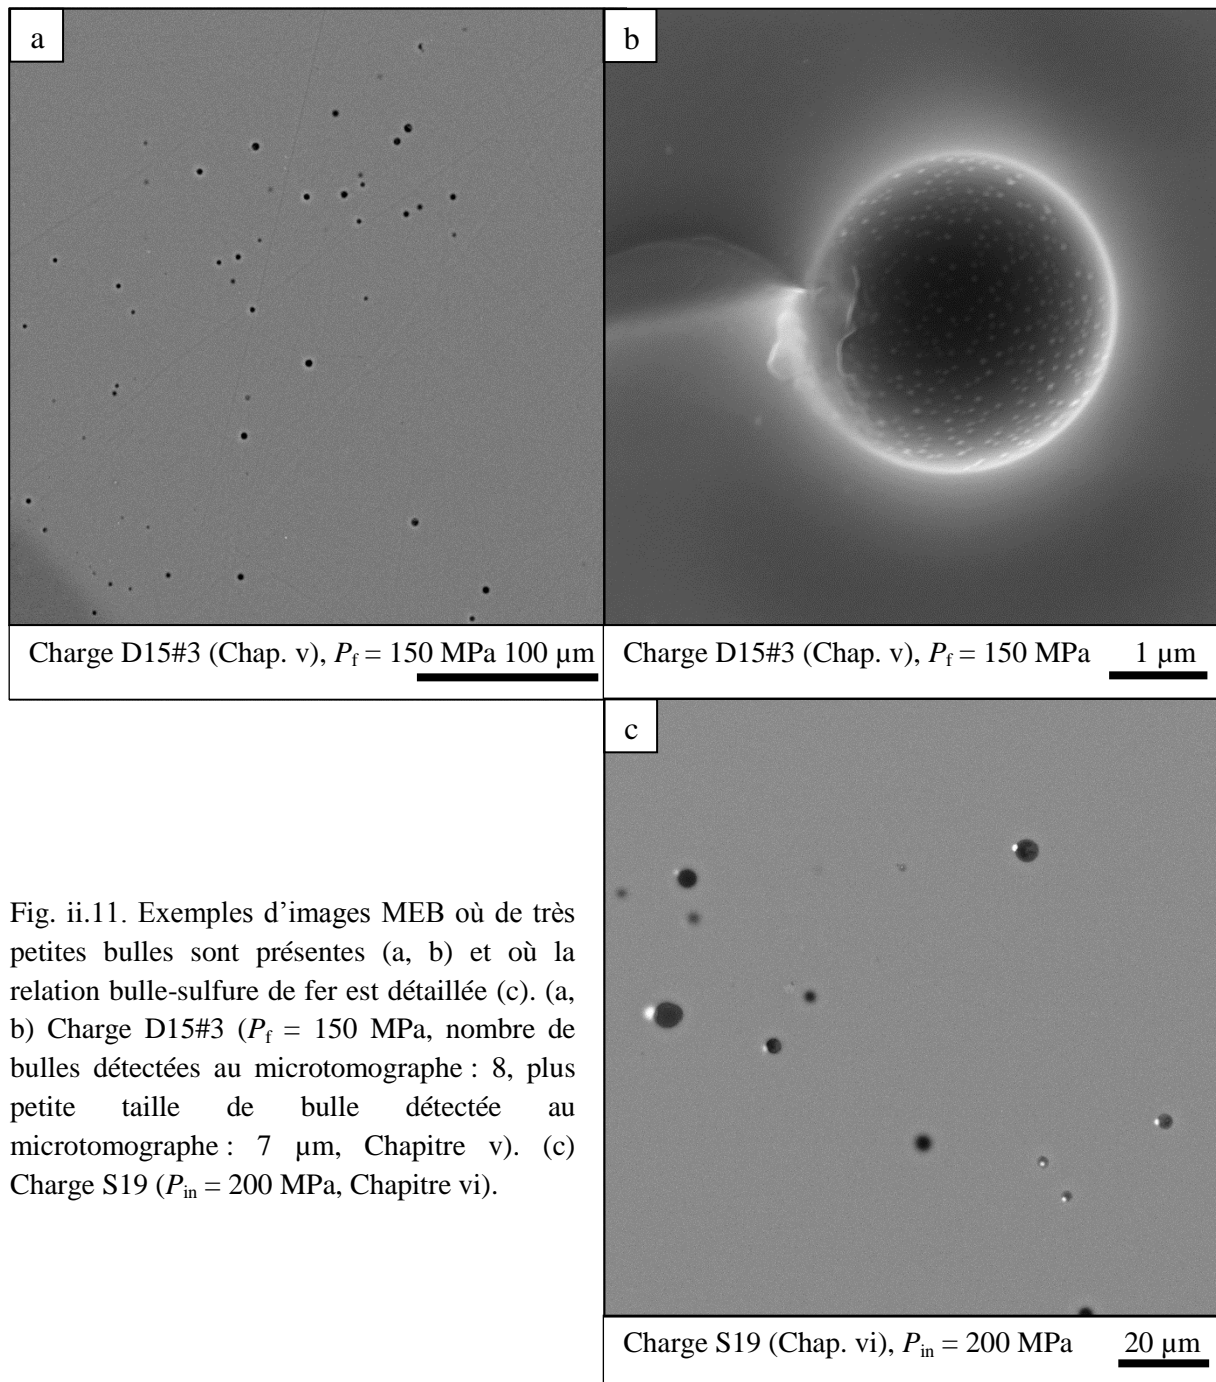 a
b
Charge D15#3 (Chap. v), Pf = 150 MPa 100 µm
Charge D15#3 (Chap. v), Pf = 150 MPa 1 µm
c
Fig. ii.11. Exemples d’images MEB où de très
petites bulles sont présentes (a, b) et où la
relation bulle-sulfure de fer est détaillée (c). (a,
b) Charge D15#3 (Pf = 150 MPa, nombre de
bulles détectées au microtomographe : 8, plus
petite taille de bulle détectée au
microtomographe : 7 µm, Chapitre v). (c)
Charge S19 (Pin = 200 MPa, Chapitre vi).
Charge S19 (Chap. vi), Pin = 200 MPa 20 µm